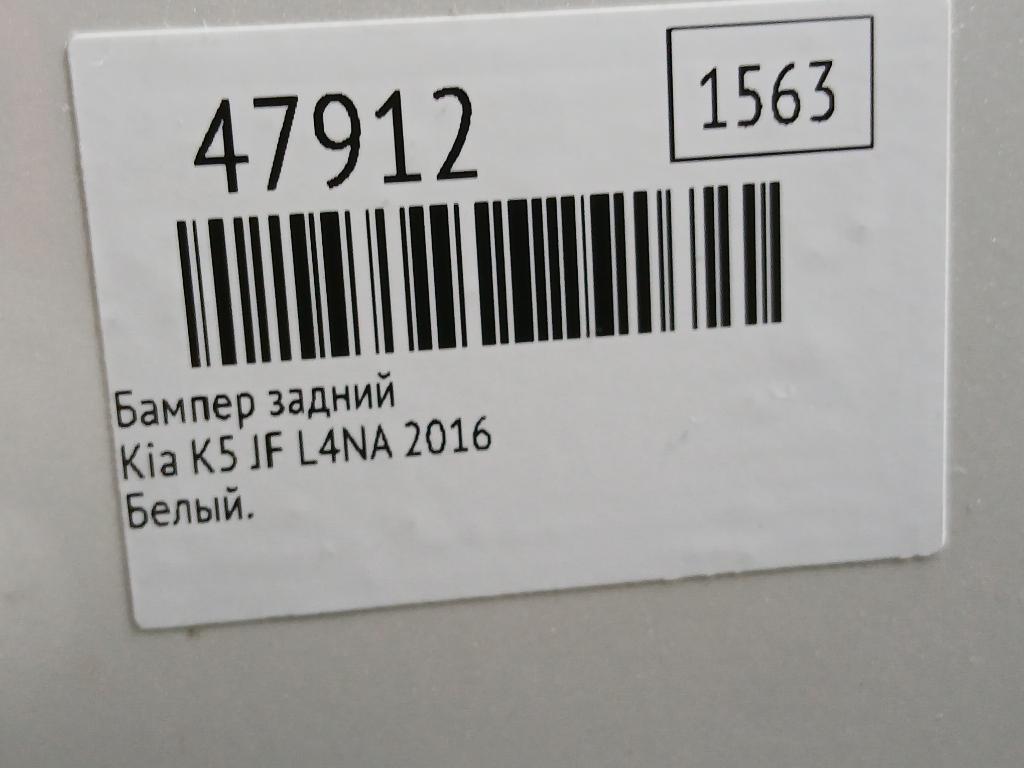 47912
1563
Бампер задний
Kia K5 JF L4NA 2016
Белый.